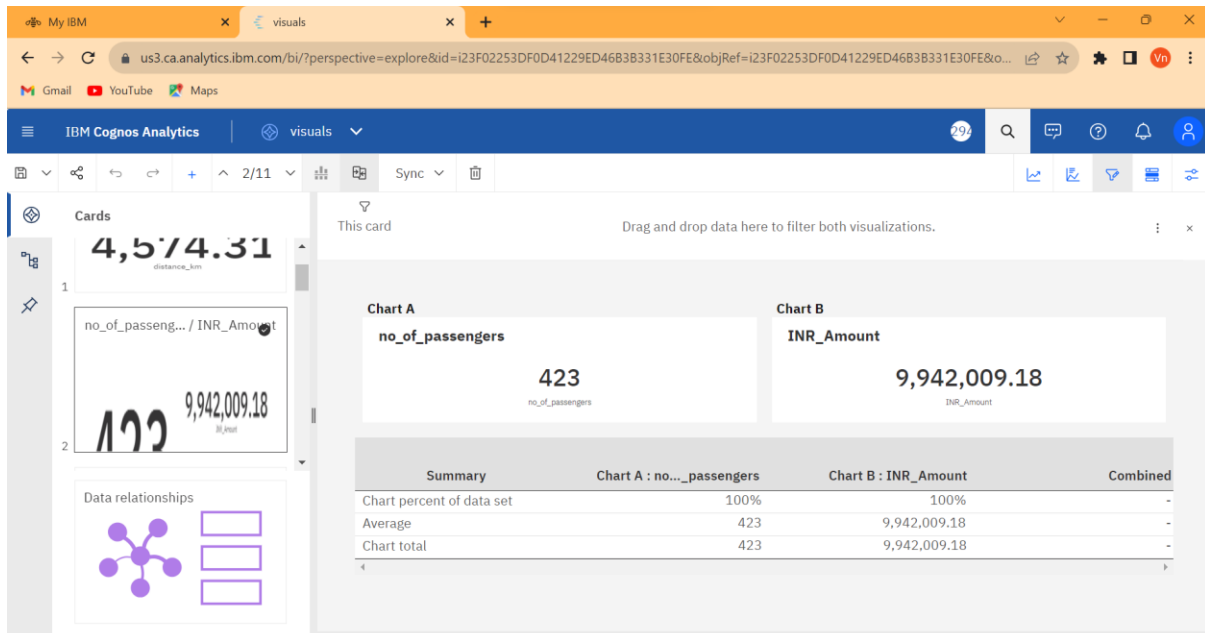 My IBM
visuals
us3.ca.analytics.ibm.com/bi/?perspective=explore&id=i23F02253DF0D41229ED46B3B331E30FE&objRef=i23F02253DF0D41229ED46B3B331E30FE&o...
Vn
Gmail YouTube Maps
IBM Cognos Analytics visuals 294
2/11 Sync
Cards
4,574.31
distance_km
1
no_of_passeng... / INR_Amount
423
9,942,009.18
INR_Amount
2
Data relationships
This card
Drag and drop data here to filter both visualizations.
Chart A
no_of_passengers
423
no_of_passengers
Chart B
INR_Amount
9,942,009.18
INR_Amount
Summary Chart A : no..._passengers Chart B : INR_Amount Combined
Chart percent of data set 100% 100% -
Average 423 9,942,009.18 -
Chart total 423 9,942,009.18 -